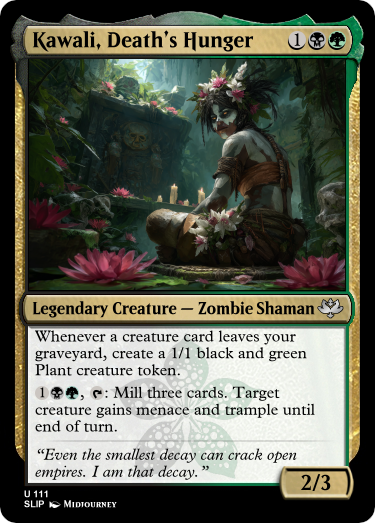 Kawali, Death's Hunger 1
Legendary Creature — Zombie Shaman
Whenever a creature card leaves your
graveyard, create a 1/1 black and green
Plant creature token.
1, : Mill three cards. Target
creature gains menace and trample until
end of turn.
“Even the smallest decay can crack open
empires. I am that decay.”
2/3
U 111
SLIP Midjourney